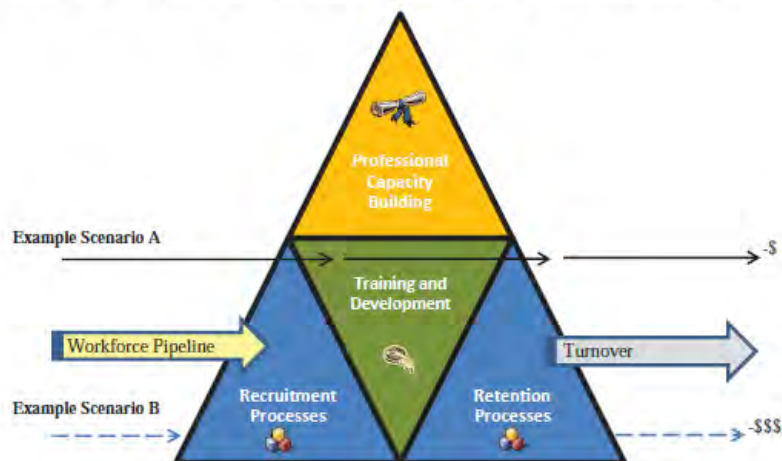 Professional
Capacity
Building
Example Scenario A
-$
Training and
Development
Workforce Pipeline
Turnover
Recruitment
Processes
Retention
Processes
Example Scenario B
-$$$